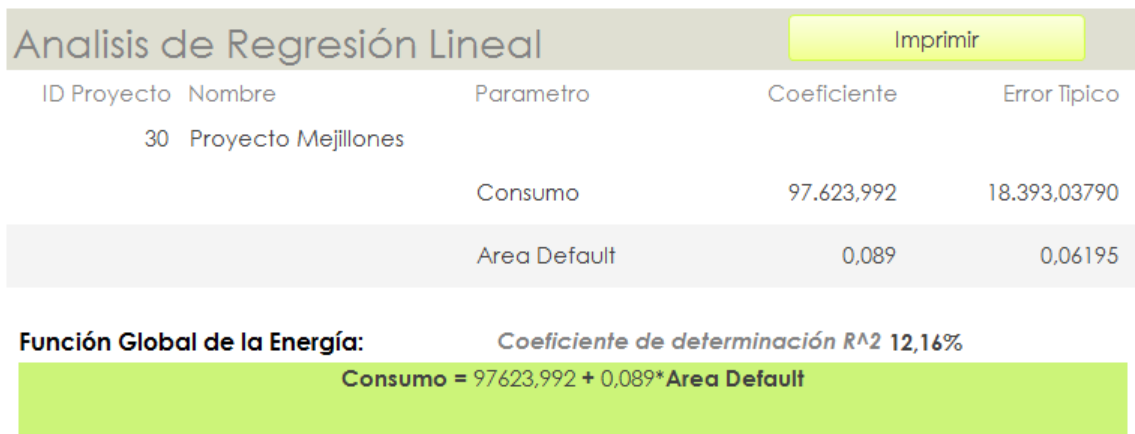 Analisis de Regresión Lineal Imprimir
ID Proyecto Nombre Parametro Coeficiente Error Tipico
30 Proyecto Mejillones
Consumo 97.623,992 18.393,03790
Area Default 0,089 0,06195
Función Global de la Energía: Coeficiente de determinación R^2 12,16%
Consumo = 97623,992 + 0,089*Area Default